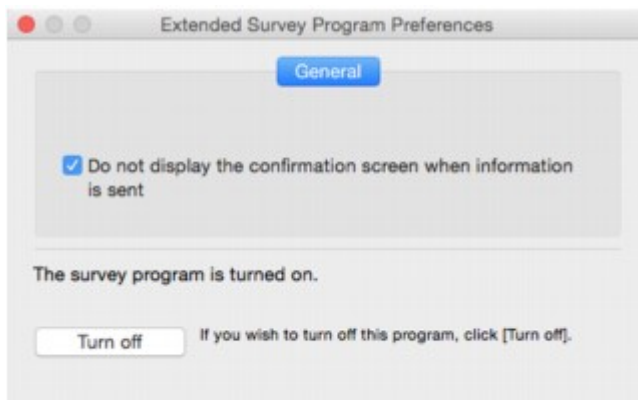 Extended Survey Program Preferences
General
Do not display the confirmation screen when information
is sent
The survey program is turned on.
Turn off
If you wish to turn off this program, click [Turn off].